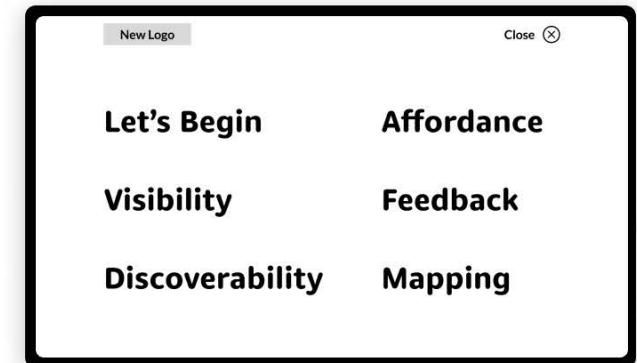 New Logo
Close
Let's Begin
Affordance
Visibility
Feedback
Discoverability
Mapping